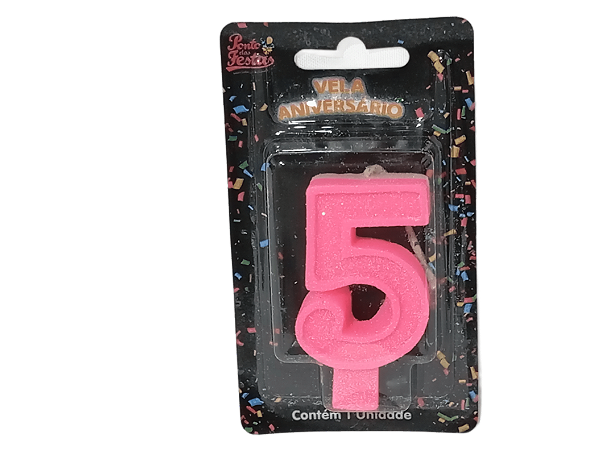 Ponto
das
Festas
VELA
ANIVERSÁRIO
5
Contém 1 Unidade